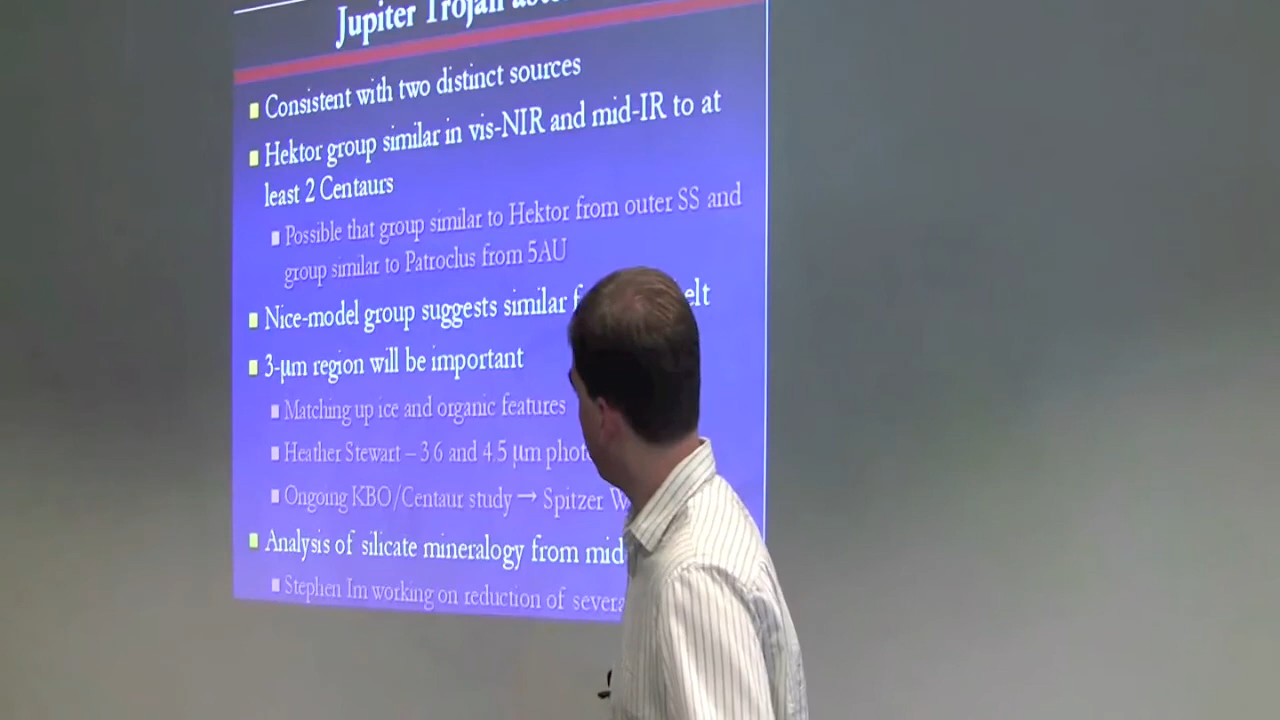 Jupiter Trojan
Consistent with two distinct sources
Hektor group similar in vis-NIR and mid-IR to at
least 2 Centaurs
Possible that group similar to Hektor from outer SS and
group similar to Patroclus from 5AU
Nice-model group suggests similar
3-μm region will be important
Matching up ice and organic features
Heather Stewart – 3.6 and 4.5 μm
Ongoing KBO/Centaur study → Spitzer
Analysis of silicate mineralogy from mid
Stephen Im working on reduction of